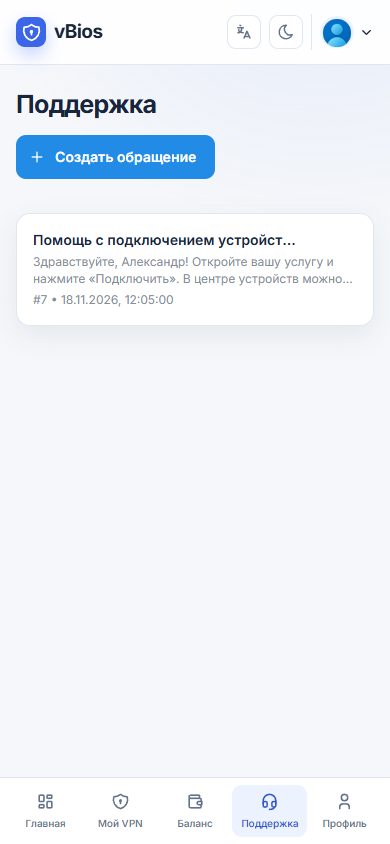 vBios
Поддержка
Создать обращение
Помощь с подключением устройст...
Здравствуйте, Александр! Откройте вашу услугу и
нажмите «Подключить». В центре устройств можно...
#7 • 18.11.2026, 12:05:00
Главная
Мой VPN
Баланс
Поддержка
Профиль